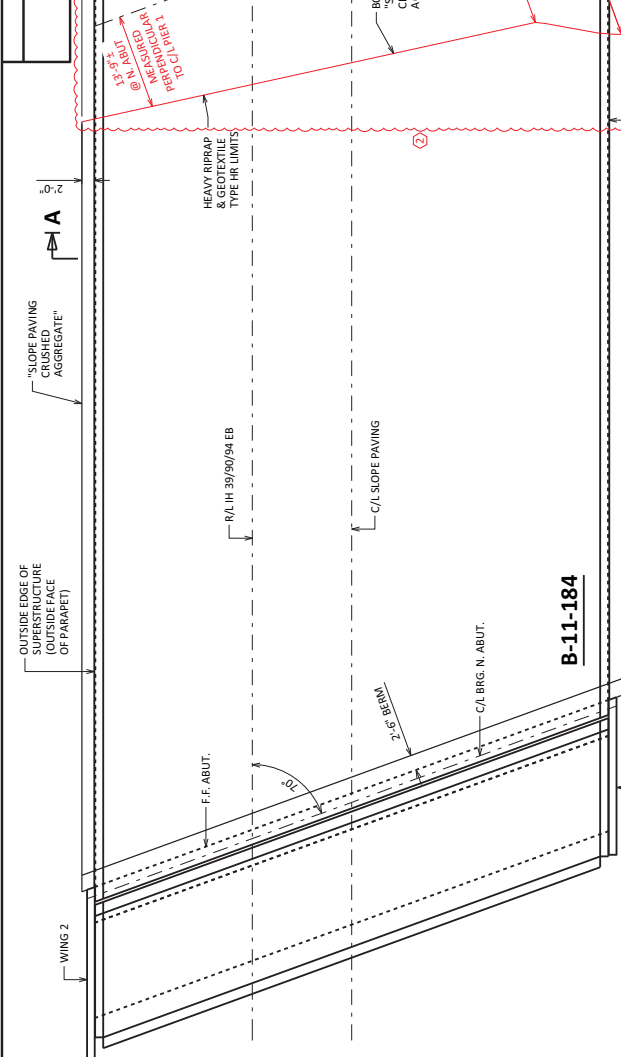 13'-9"±
@ N. ABUT
MEASURED
PERPENDICULAR
TO C/L PIER 1
HEAVY RIPRAP
& GEOTEXTILE
TYPE HR LIMITS
2
2'-0"
A
"SLOPE PAVING
CRUSHED
AGGREGATE"
R/L IH 39/90/94 EB
C/L SLOPE PAVING
OUTSIDE EDGE OF
SUPERSTRUCTURE
(OUTSIDE FACE
OF PARAPET)
B-11-184
2'-6" BERM
C/L BRG. N. ABUT.
F.F. ABUT.
70°
WING 2